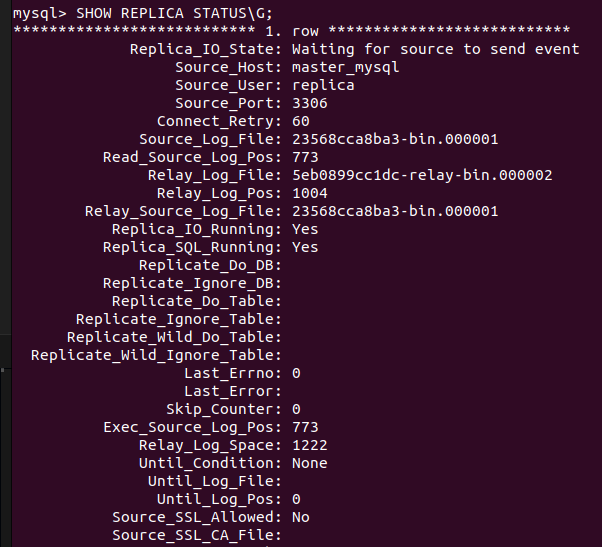 mysql> SHOW REPLICA STATUS\G;
*************************** 1. row ***************************
Replica_IO_State: Waiting for source to send event
Source_Host: master_mysql
Source_User: replica
Source_Port: 3306
Connect_Retry: 60
Source_Log_File: 23568cca8ba3-bin.000001
Read_Source_Log_Pos: 773
Relay_Log_File: 5eb0899cc1dc-relay-bin.000002
Relay_Log_Pos: 1004
Relay_Source_Log_File: 23568cca8ba3-bin.000001
Replica_IO_Running: Yes
Replica_SQL_Running: Yes
Replicate_Do_DB:
Replicate_Ignore_DB:
Replicate_Do_Table:
Replicate_Ignore_Table:
Replicate_Wild_Do_Table:
Replicate_Wild_Ignore_Table:
Last_Errno: 0
Last_Error:
Skip_Counter: 0
Exec_Source_Log_Pos: 773
Relay_Log_Space: 1222
Until_Condition: None
Until_Log_File:
Until_Log_Pos: 0
Source_SSL_Allowed: No
Source_SSL_CA_File: